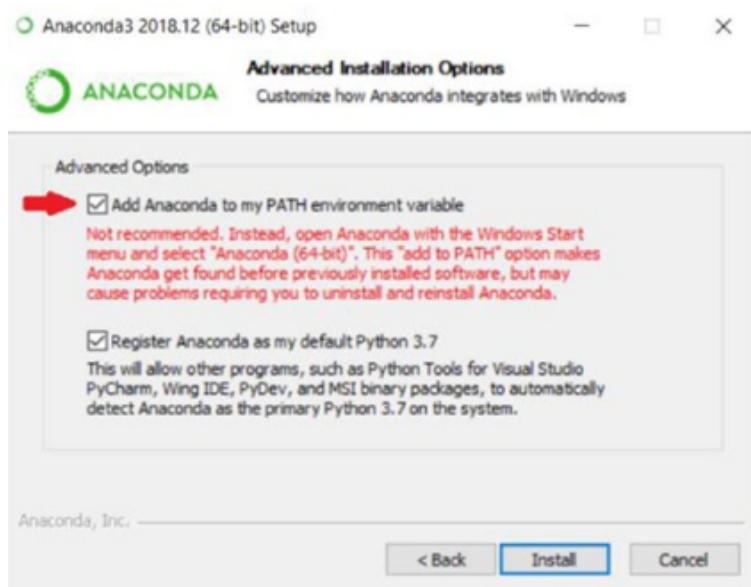 Anaconda3 2018.12 (64-bit) Setup
ANACONDA
Advanced Installation Options
Customize how Anaconda integrates with Windows
Advanced Options
Add Anaconda to my PATH environment variable
Not recommended. Instead, open Anaconda with the Windows Start
menu and select "Anaconda (64-bit)". This "add to PATH" option makes
Anaconda get found before previously installed software, but may
cause problems requiring you to uninstall and reinstall Anaconda.
Register Anaconda as my default Python 3.7
This will allow other programs, such as Python Tools for Visual Studio
PyCharm, Wing IDE, PyDev, and MSI binary packages, to automatically
detect Anaconda as the primary Python 3.7 on the system.
Anaconda, Inc.
< Back
Install
Cancel